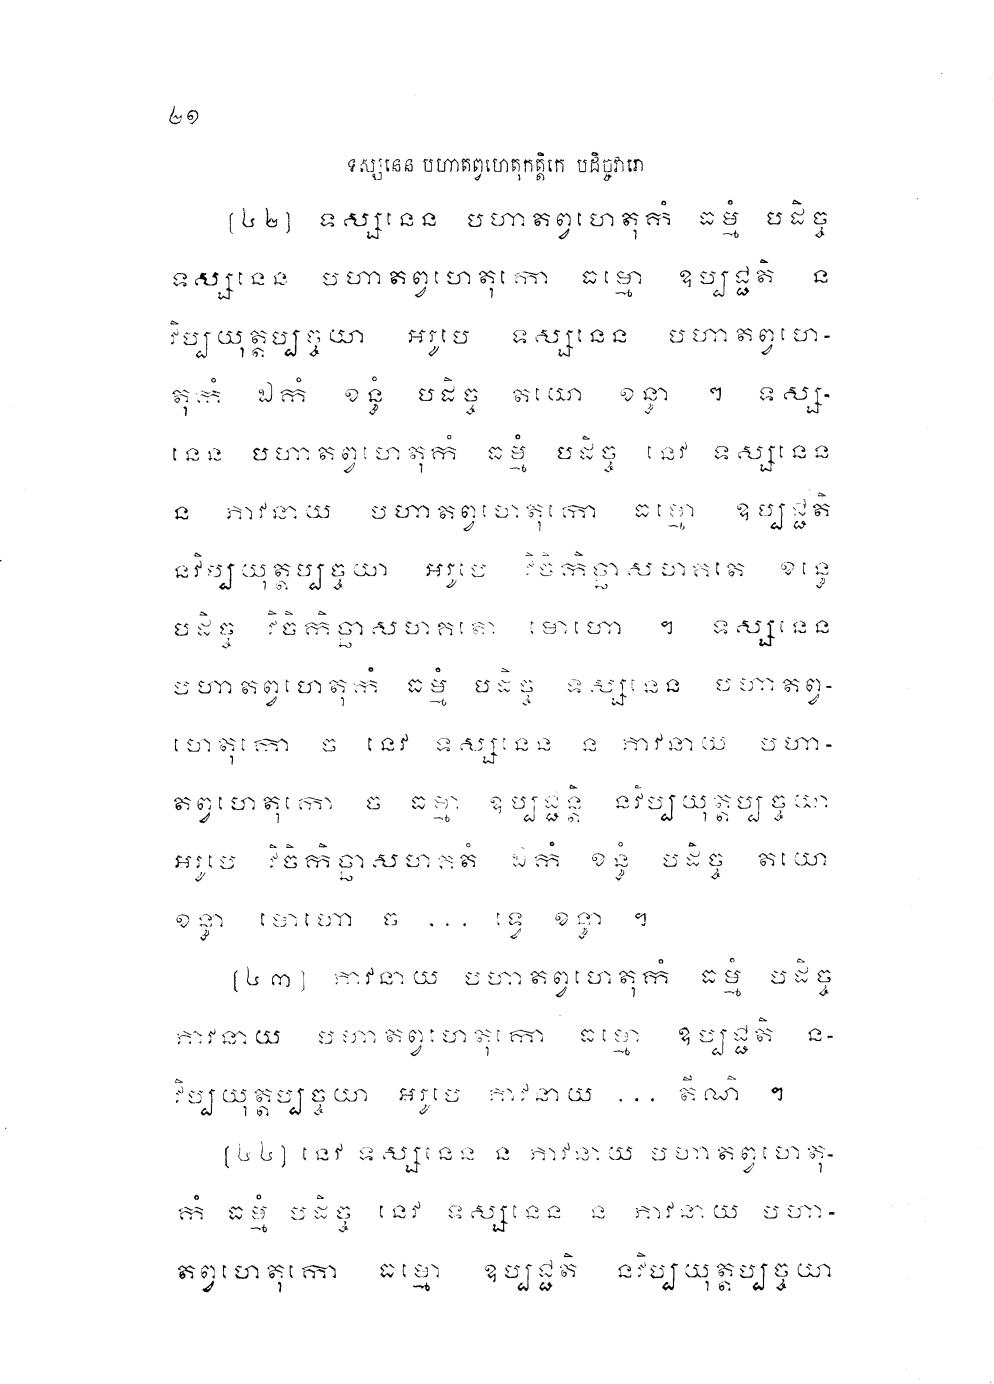 ៤១
ទស្សនេន បហាតព្វហេតុកត្តិកេ បដិច្ចវារោ
[៤២] ទស្សនេន បហាតព្វហេតុកំ ធម្មំ បដិច្ច
ទស្សនេន បហាតព្វហេតុកោ ធម្មោ ឧប្បជ្ជតិ ន
វិប្បយុត្តប្បច្ចយា អរូបេ ទស្សនេន បហាតព្វហេ-
តុកំ ឯកំ ខន្ធំ បដិច្ច តយោ ខន្ធា ។ ទស្ស-
នេន បហាតព្វហេតុកំ ធម្មំ បដិច្ច នេវ ទស្សនេន
ន ភាវនាយ បហាតព្វហេតុកោ ធម្មោ ឧប្បជ្ជតិ
នវិប្បយុត្តប្បច្ចយា អរូបេ វិចិកិច្ឆាសហគតេ ខន្ធេ
បដិច្ច វិចិកិច្ឆាសហគតោ មោហោ ។ ទស្សនេន
បហាតព្វហេតុកំ ធម្មំ បដិច្ច ទស្សនេន បហាតព្វ-
ហេតុកោ ច នេវ ទស្សនេន ន ភាវនាយ បហា-
តព្វហេតុកោ ច ធម្មា ឧប្បជ្ជន្តិ នវិប្បយុត្តប្បច្ចយា
អរូបេ វិចិកិច្ឆាសហគតំ ឯកំ ខន្ធំ បដិច្ច តយោ
ខន្ធា មោហោ ច ... ទ្វេ ខន្ធា ។
[៤៣] ភាវនាយ បហាតព្វហេតុកំ ធម្មំ បដិច្ច
ភាវនាយ បហាតព្វហេតុកោ ធម្មោ ឧប្បជ្ជតិ ន-
វិប្បយុត្តប្បច្ចយា អរូបេ ភាវនាយ ... តីណិ ។
[៤៤] នេវ ទស្សនេន ន ភាវនាយ បហាតព្វហេតុ-
កំ ធម្មំ បដិច្ច នេវ ទស្សនេន ន ភាវនាយ បហា-
តព្វហេតុកោ ធម្មោ ឧប្បជ្ជតិ នវិប្បយុត្តប្បច្ចយា